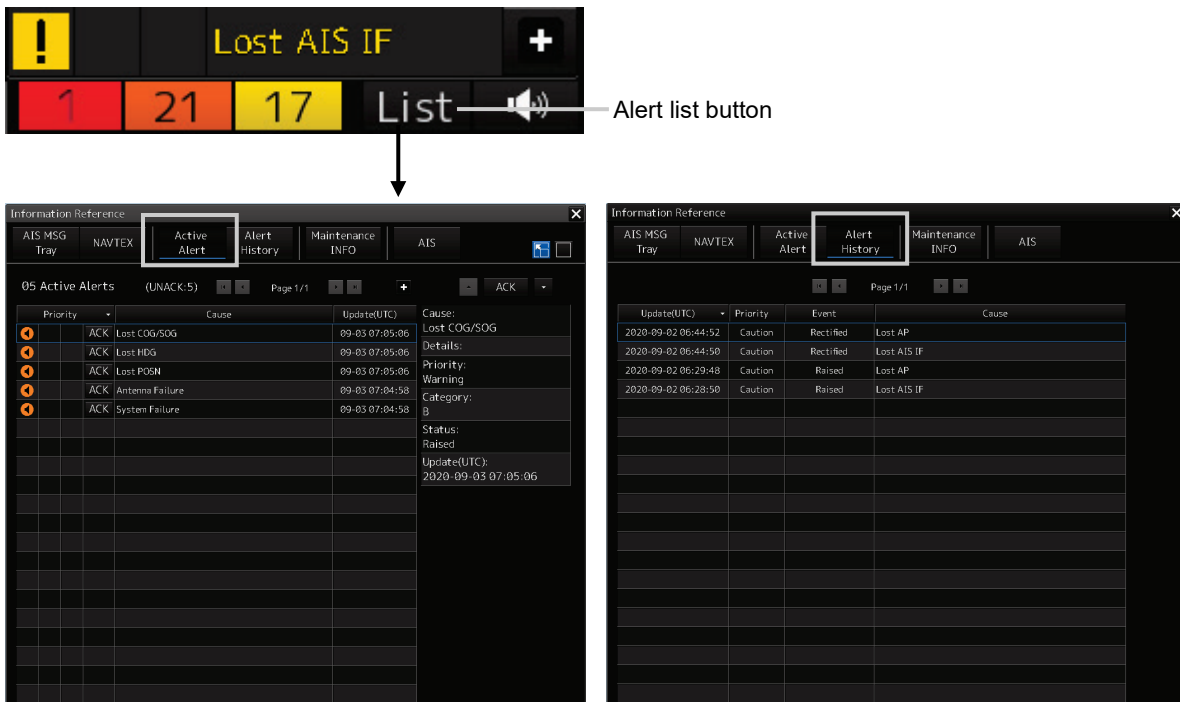 Lost AIS IF
1 21 17 List
Alert list button
Information Reference
AIS MSG Tray NAVTEX Active Alert Alert History Maintenance INFO AIS
05 Active Alerts (UNACK:5) Page 1/1 ACK
Priority Cause Update(UTC)
ACK Lost COG/SOG 09-03 07:05:06
ACK Lost HDG 09-03 07:05:06
ACK Lost POSN 09-03 07:05:06
ACK Antenna Failure 09-03 07:04:58
ACK System Failure 09-03 07:04:58
Cause:
Lost COG/SOG
Details:
Priority:
Warning
Category:
B
Status:
Raised
Update(UTC):
2020-09-03 07:05:06
Information Reference
AIS MSG Tray NAVTEX Active Alert Alert History Maintenance INFO AIS
Page 1/1
Update(UTC) Priority Event Cause
2020-09-02 06:44:52 Caution Rectified Lost AP
2020-09-02 06:44:50 Caution Rectified Lost AIS IF
2020-09-02 06:29:48 Caution Raised Lost AP
2020-09-02 06:28:50 Caution Raised Lost AIS IF